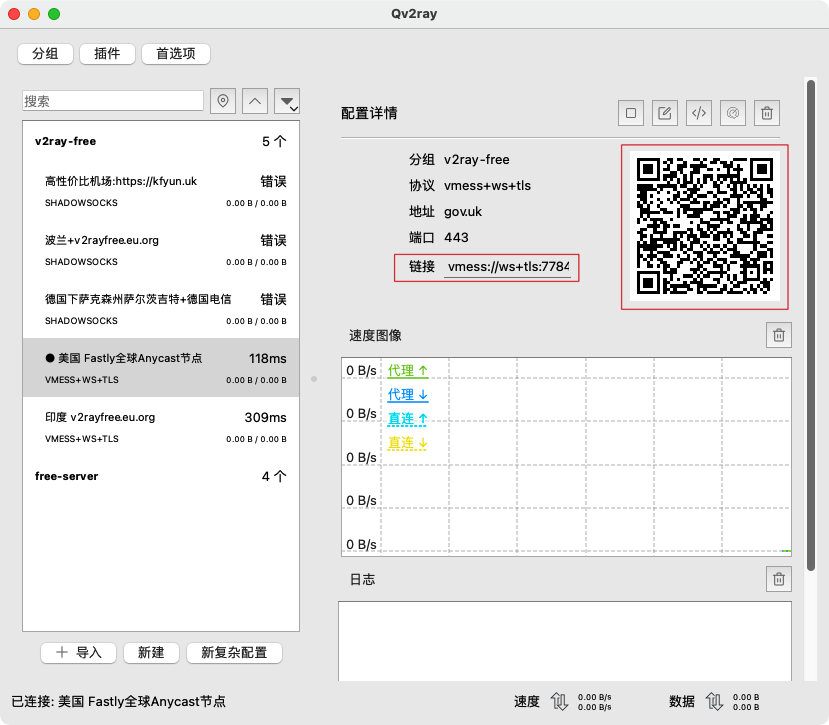 Qv2ray
分组 插件 首选项
搜索
v2ray-free 5 个
高性价比机场:https://kfyun.uk 错误
SHADOWSOCKS 0.00 B / 0.00 B
波兰+v2rayfree.eu.org 错误
SHADOWSOCKS 0.00 B / 0.00 B
德国下萨克森州萨尔茨吉特+德国电信 错误
SHADOWSOCKS 0.00 B / 0.00 B
● 美国 Fastly全球Anycast节点 118ms
VMESS+WS+TLS 0.00 B / 0.00 B
印度 v2rayfree.eu.org 309ms
VMESS+WS+TLS 0.00 B / 0.00 B
free-server 4 个
＋ 导入 新建 新复杂配置
配置详情
分组 v2ray-free
协议 vmess+ws+tls
地址 gov.uk
端口 443
链接 vmess://ws+tls:7784
速度图像
0 B/s 代理 ↑
代理 ↓
0 B/s 直连 ↑
直连 ↓
0 B/s
0 B/s
0 B/s
日志
已连接: 美国 Fastly全球Anycast节点
速度 0.00 B/s
0.00 B/s
数据 0.00 B
0.00 B